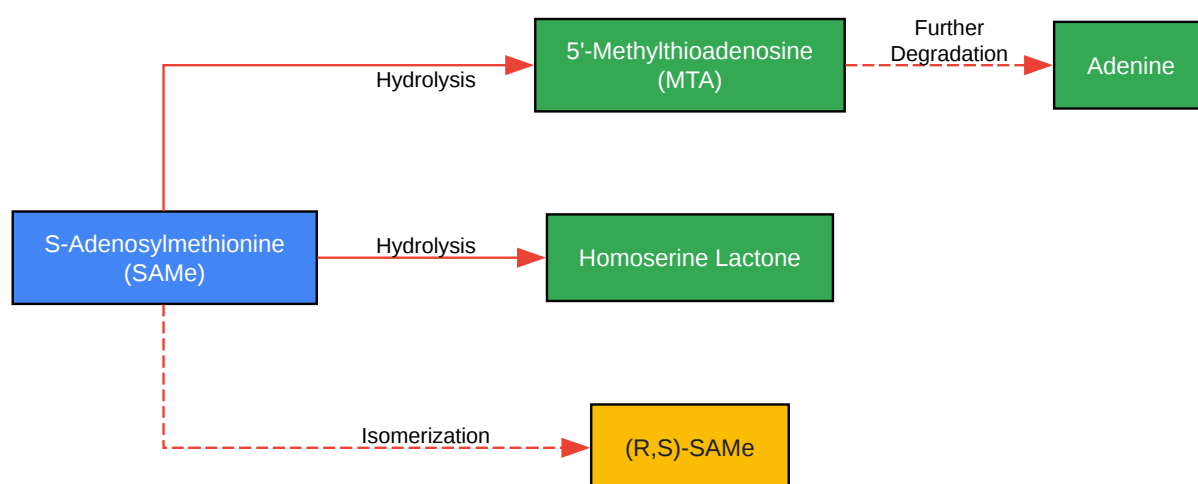 Further
Degradation
5'-Methylthioadenosine
(MTA)
Adenine
Hydrolysis
S-Adenosylmethionine
(SAMe)
Hydrolysis
Homoserine Lactone
Isomerization
(R,S)-SAMe